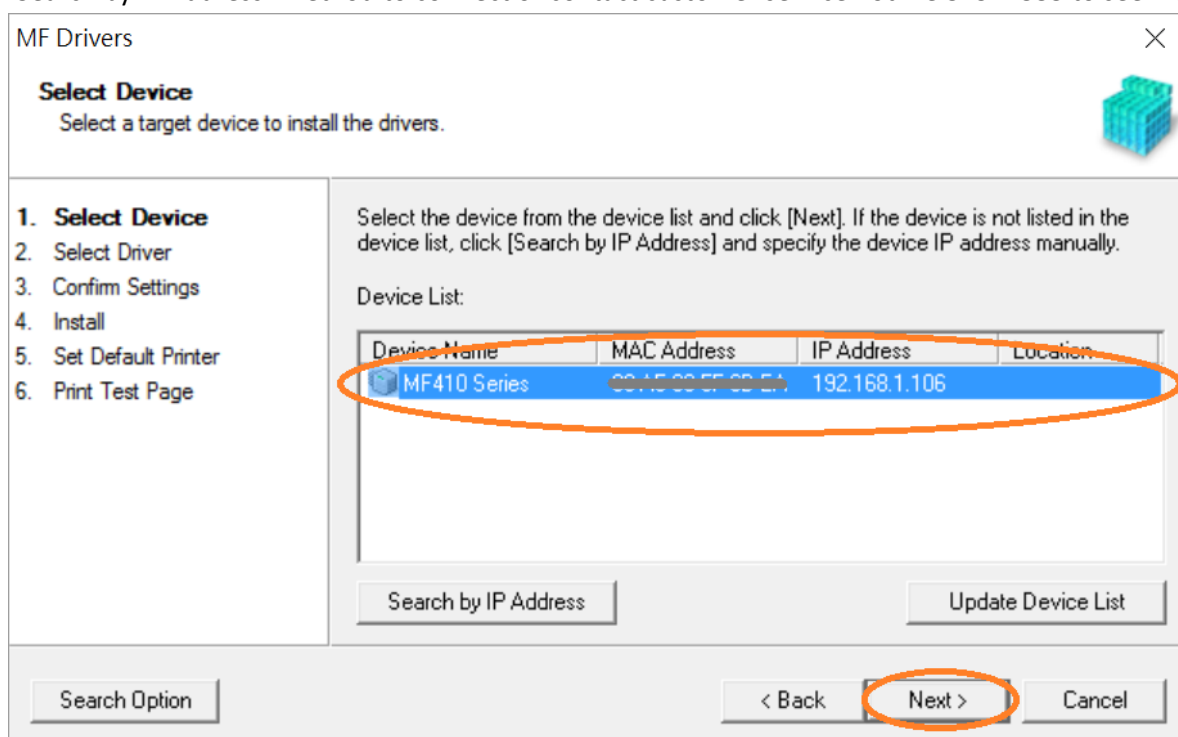 MF Drivers
Select Device
Select a target device to install the drivers.
1. Select Device
2. Select Driver
3. Confirm Settings
4. Install
5. Set Default Printer
6. Print Test Page
Select the device from the device list and click [Next]. If the device is not listed in the
device list, click [Search by IP Address] and specify the device IP address manually.
Device List:
Device Name MAC Address IP Address Location
MF410 Series 192.168.1.106
Search by IP Address Update Device List
Search Option < Back Next > Cancel